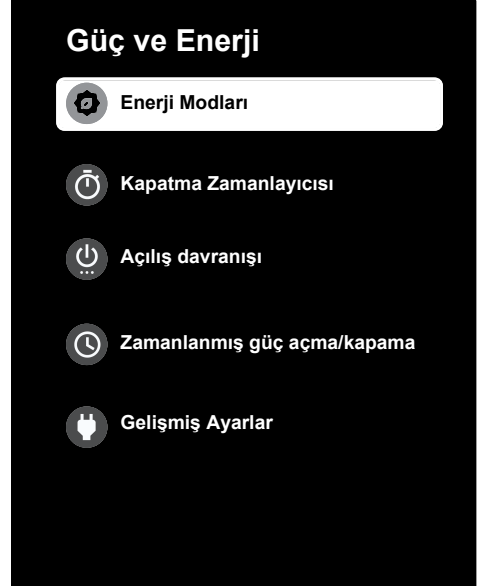 Güç ve Enerji
Enerji Modları
Kapatma Zamanlayıcısı
Açılış davranışı
Zamanlanmış güç açma/kapama
Gelişmiş Ayarlar